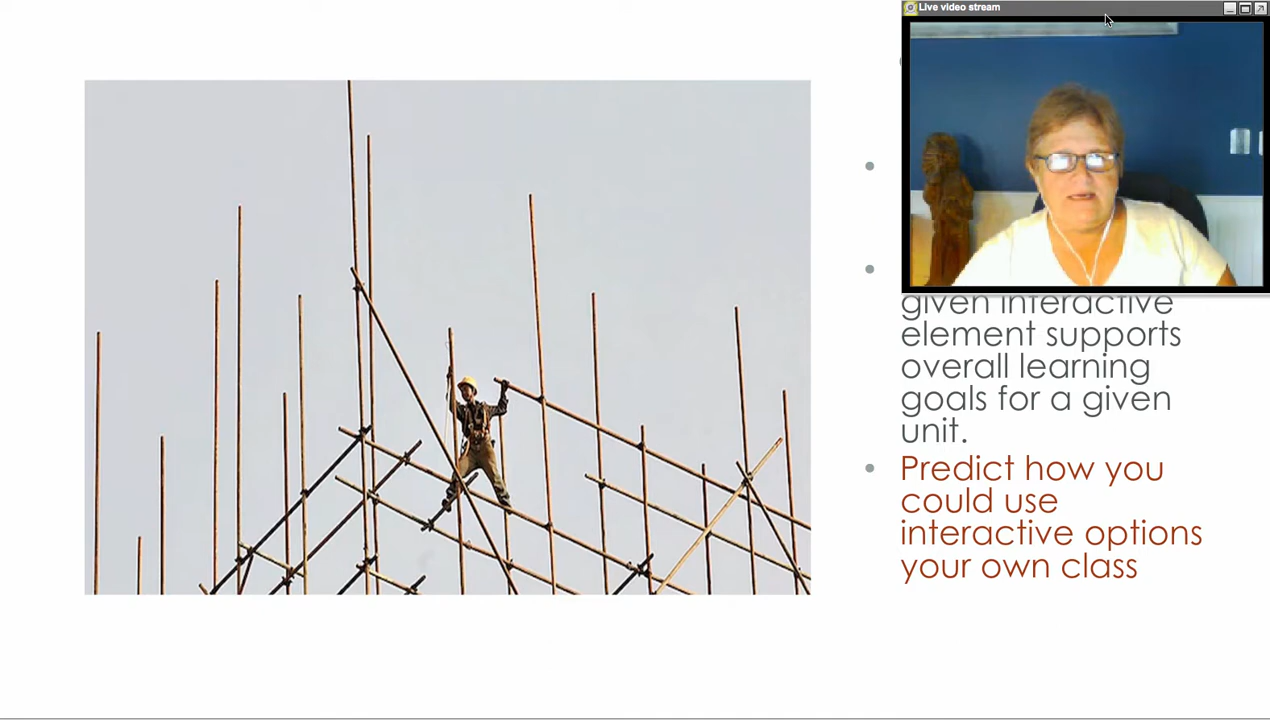 Live video stream
given interactive
element supports
overall learning
goals for a given
unit.
Predict how you
could use
interactive options
your own class